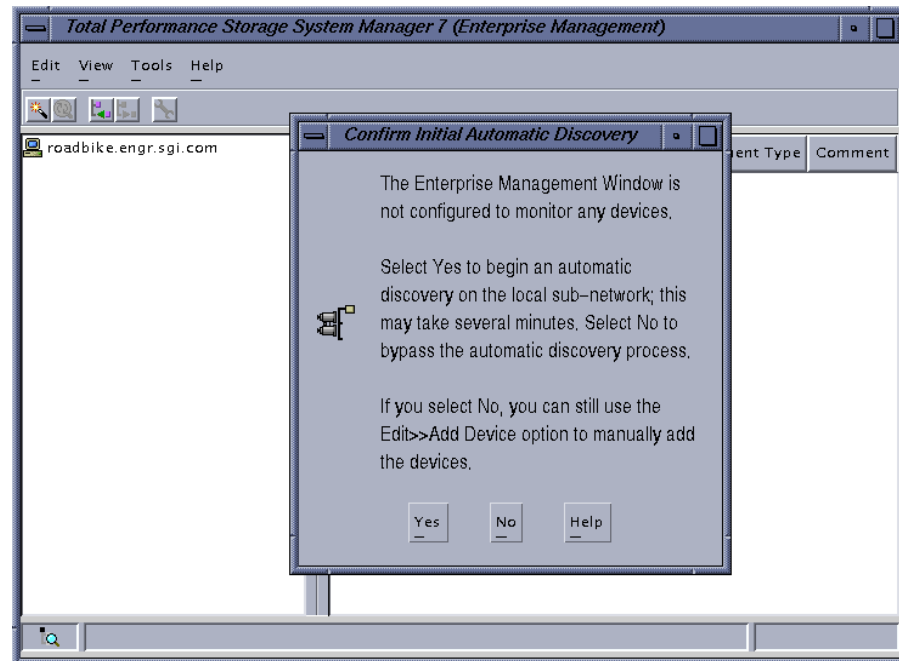 Total Performance Storage System Manager 7 (Enterprise Management)
Edit View Tools Help
roadbike.engr.sgi.com
Type Comment
Confirm Initial Automatic Discovery
The Enterprise Management Window is
not configured to monitor any devices.
Select Yes to begin an automatic
discovery on the local sub-network; this
may take several minutes. Select No to
bypass the automatic discovery process.
If you select No, you can still use the
Edit>>Add Device option to manually add
the devices.
Yes No Help